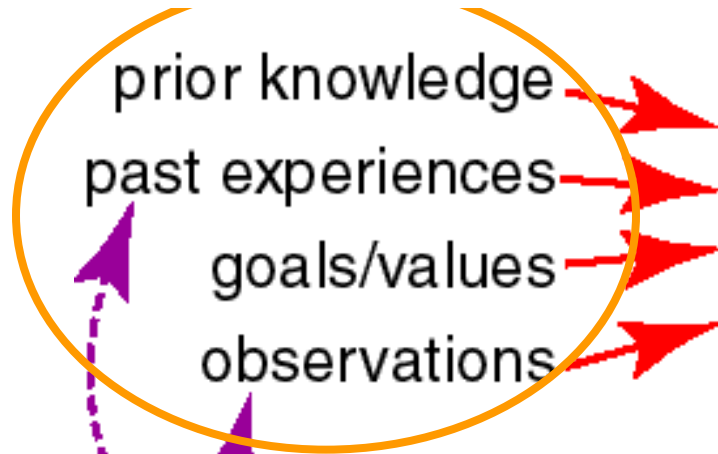 prior knowledge
past experiences
goals/values
observations